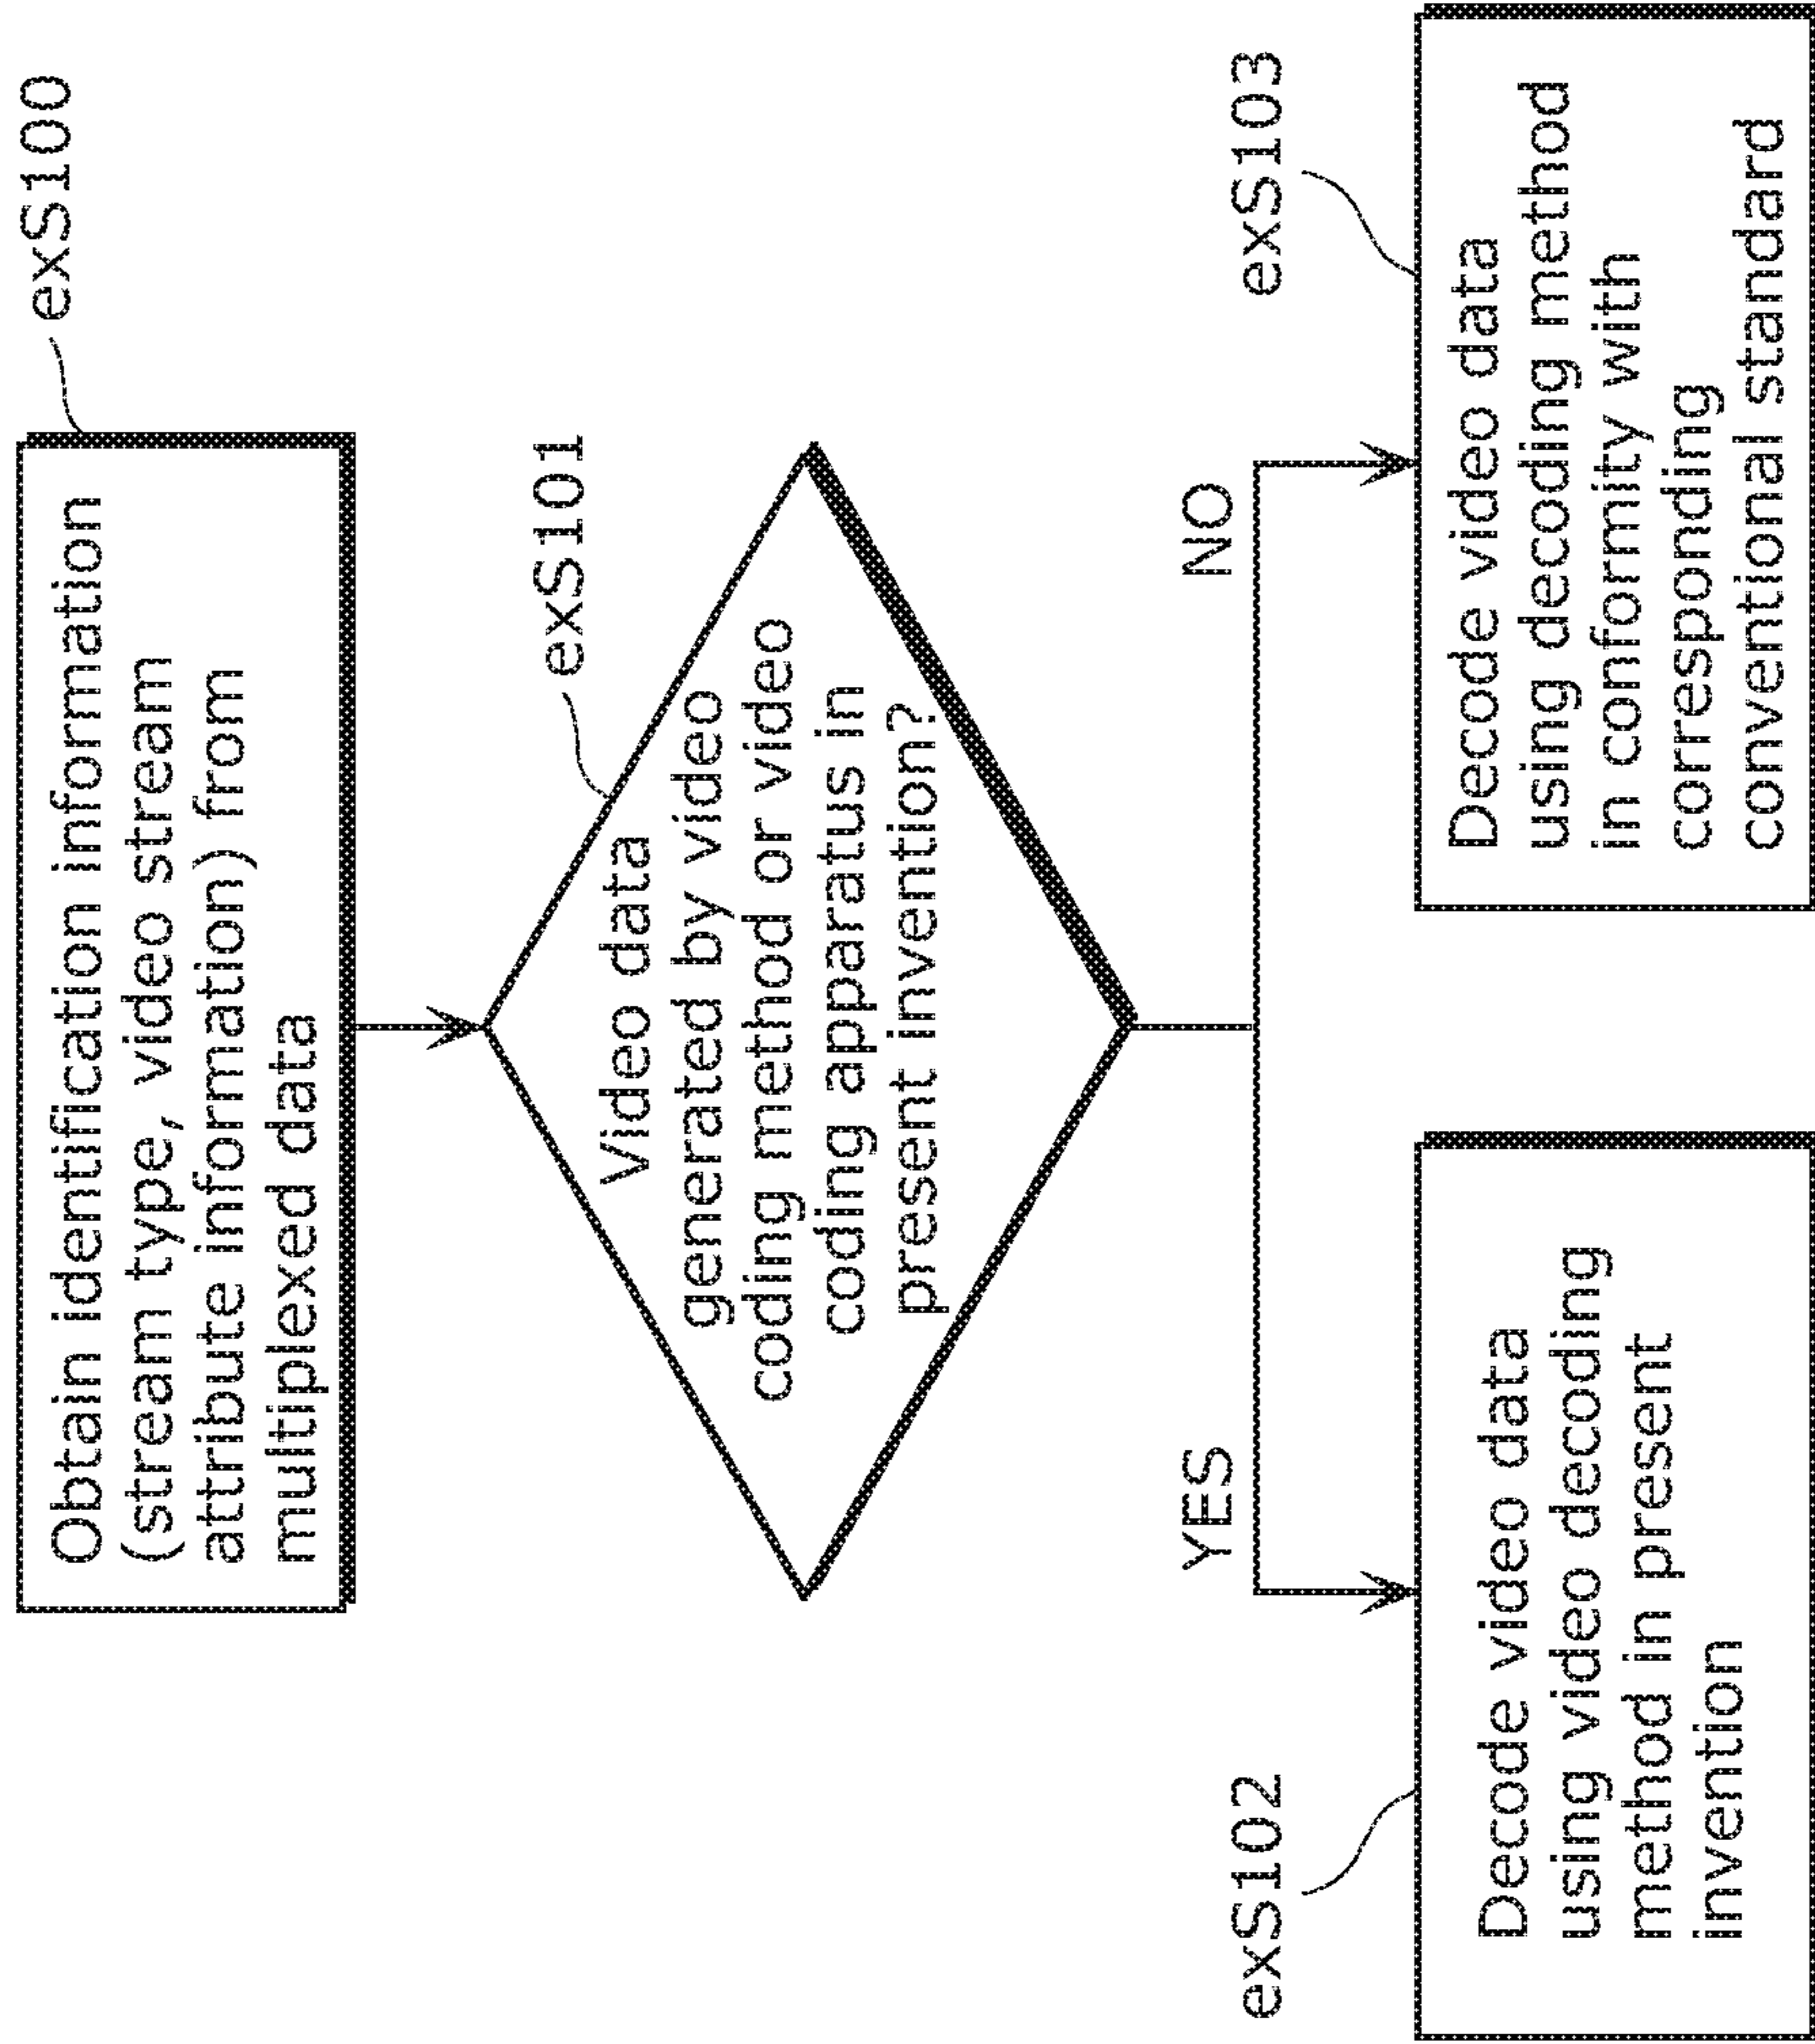 exS100
Obtain identification information
(stream type, video stream
attribute information) from
multiplexed data
exS101
Video data
generated by video
coding method or video
coding apparatus in
present invention?
YES
NO
exS102
Decode video data
using video decoding
method in present
invention
exS103
Decode video data
using decoding method
in conformity with
corresponding
conventional standard